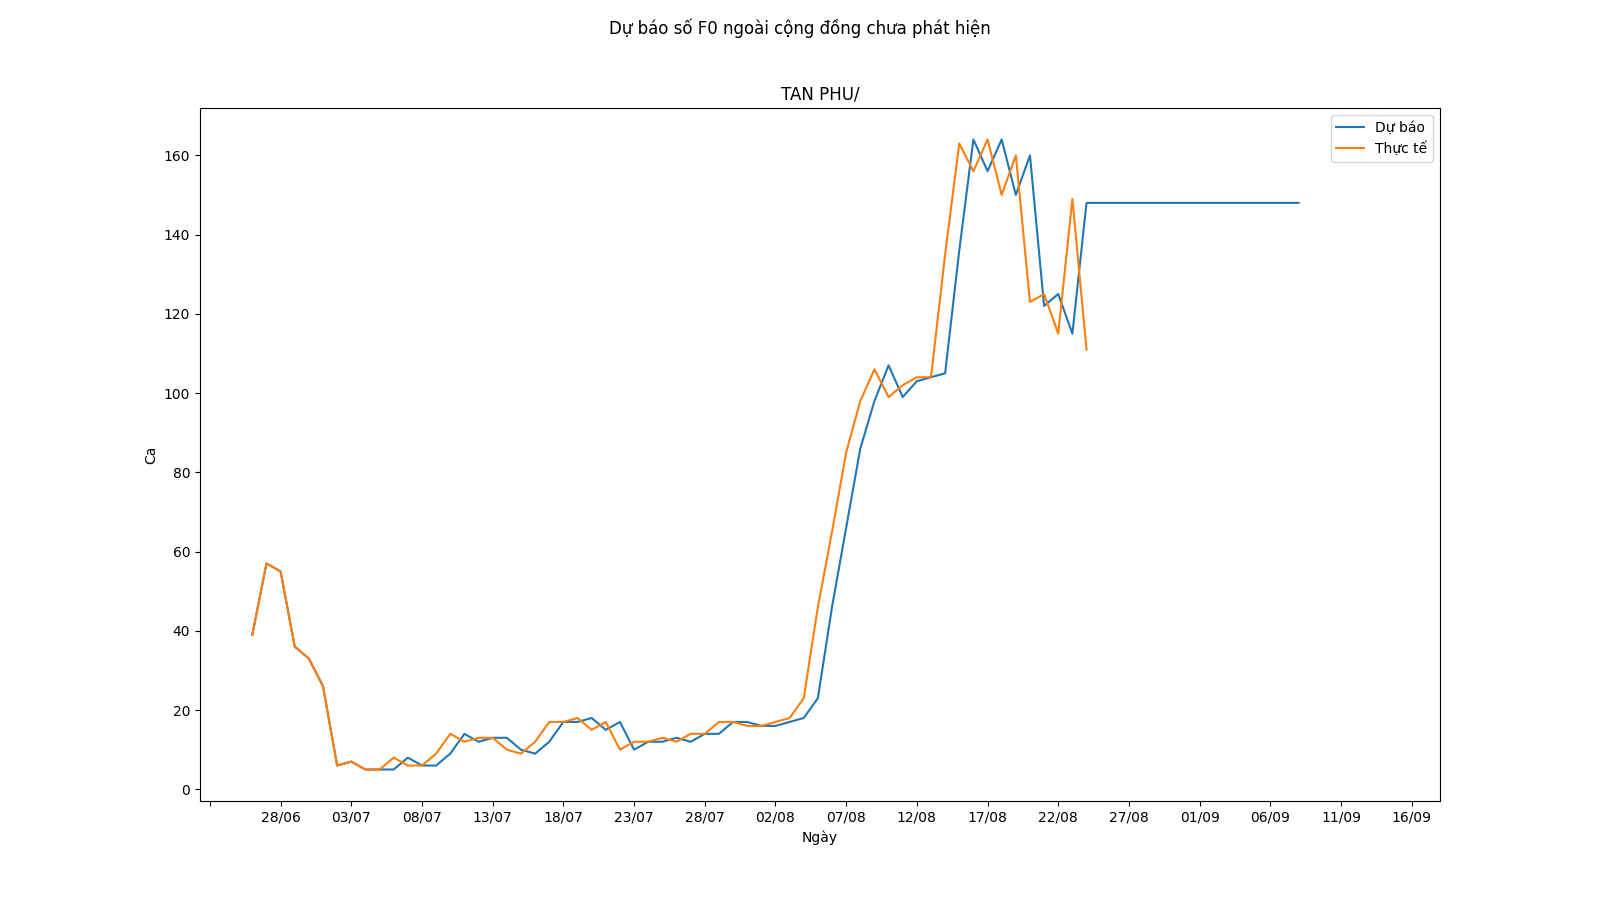 Dự báo số F0 ngoài cộng đồng chưa phát hiện
TAN PHU/
Dự báo
Thực tế
160
140
120
100
80
60
40
20
0
Ca
28/06 03/07 08/07 13/07 18/07 23/07 28/07 02/08 07/08 12/08 17/08 22/08 27/08 01/09 06/09 11/09 16/09
Ngày